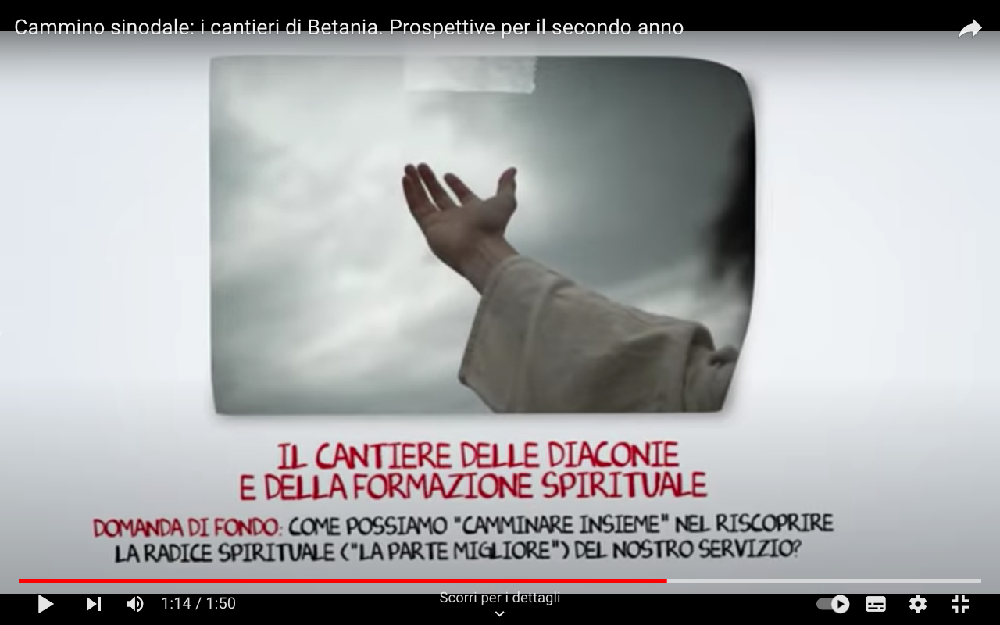 Cammino sinodale: i cantieri di Betania. Prospettive per il secondo anno
IL CANTIERE DELLE DIACONIE
E DELLA FORMAZIONE SPIRITUALE
DOMANDA DI FONDO: COME POSSIAMO "CAMMINARE INSIEME" NEL RISCOPRIRE
LA RADICE SPIRITUALE ("LA PARTE MIGLIORE") DEL NOSTRO SERVIZIO?
1:14 / 1:50
Scorri per i dettagli